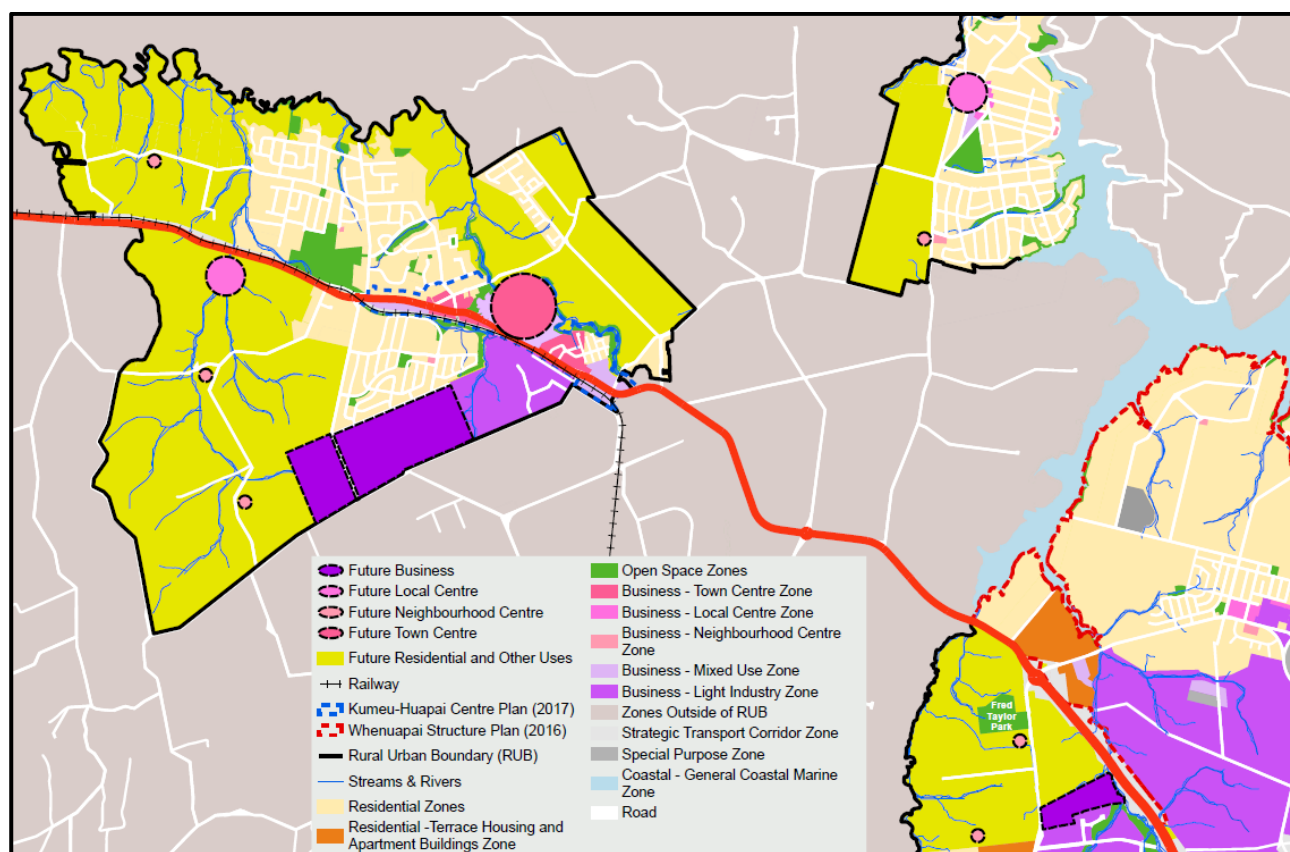 Fred
Taylor
Park
Future Business
Future Local Centre
Future Neighbourhood Centre
Future Town Centre
Future Residential and Other Uses
Railway
Kumeu-Huapai Centre Plan (2017)
Whenuapai Structure Plan (2016)
Rural Urban Boundary (RUB)
Streams & Rivers
Residential Zones
Residential -Terrace Housing and
Apartment Buildings Zone
Open Space Zones
Business - Town Centre Zone
Business - Local Centre Zone
Business - Neighbourhood Centre
Zone
Business - Mixed Use Zone
Business - Light Industry Zone
Zones Outside of RUB
Strategic Transport Corridor Zone
Special Purpose Zone
Coastal - General Coastal Marine
Zone
Road